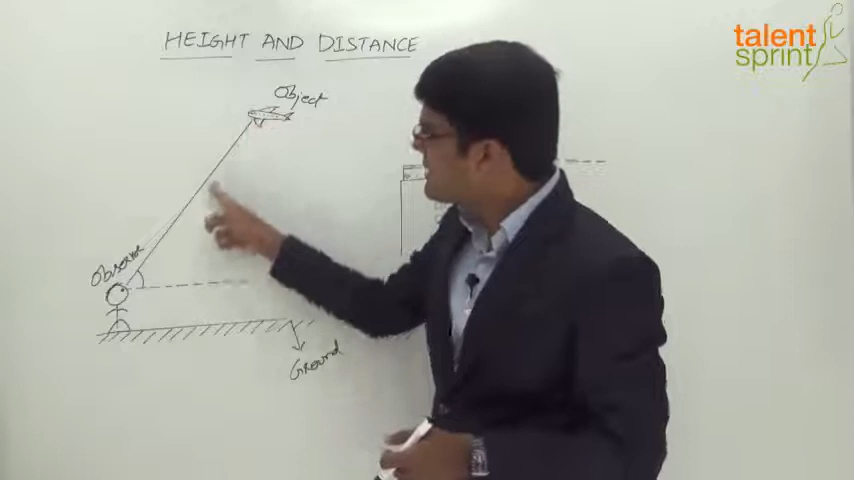 HEIGHT AND DISTANCE
talent
sprint
Object
Observer
Ground